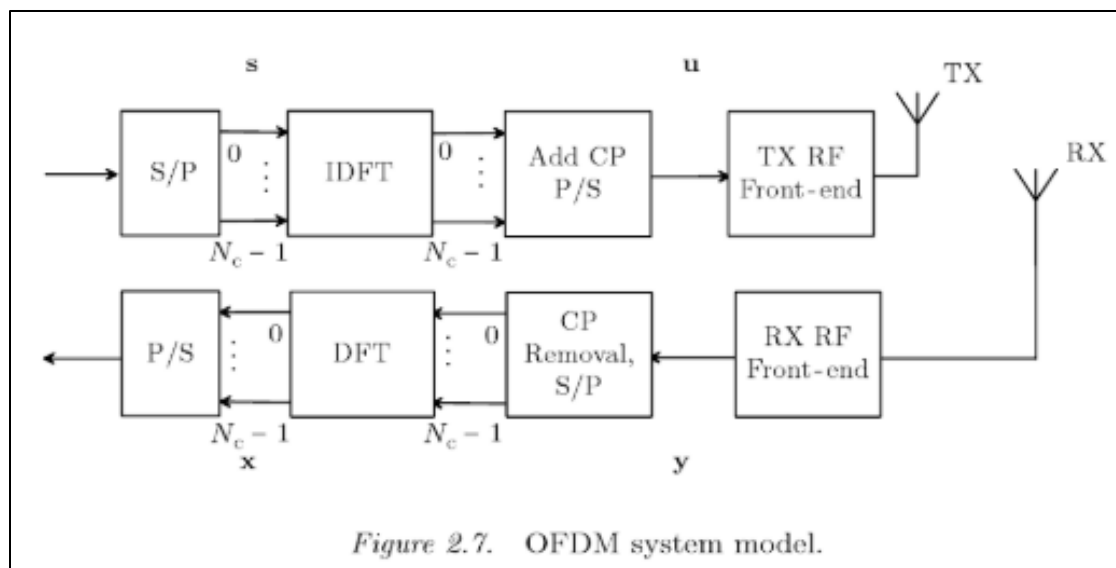 s
u
TX
RX
S/P
0
⋮
N_c − 1
IDFT
0
⋮
N_c − 1
Add CP
P/S
TX RF
Front-end
P/S
0
⋮
N_c − 1
DFT
0
⋮
N_c − 1
CP
Removal,
S/P
RX RF
Front-end
x
y
Figure 2.7. OFDM system model.